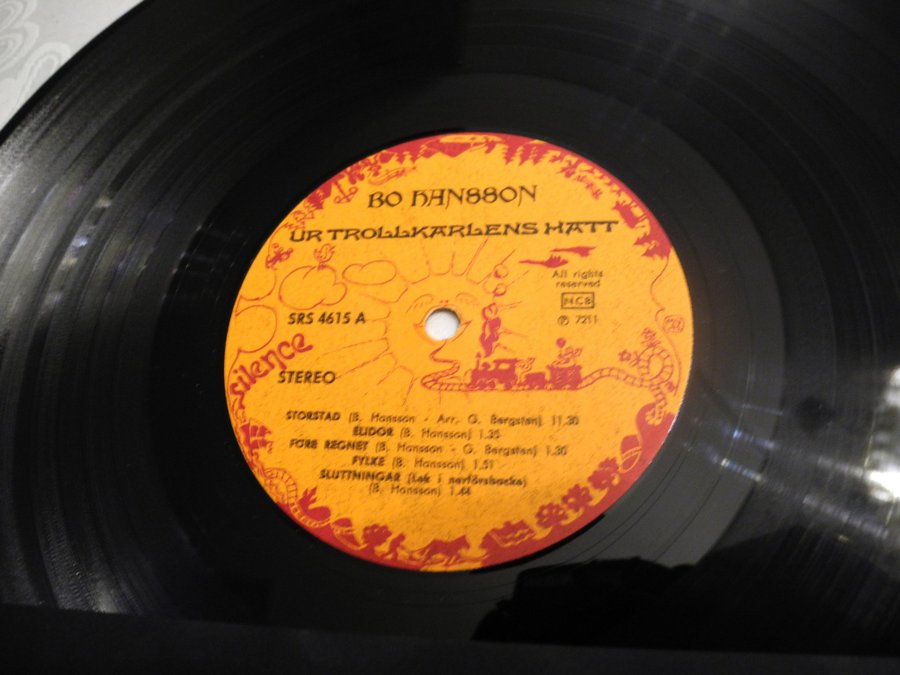 BO HANSSON
UR TROLLKARLENS HATT
All rights
reserved
NCB
℗ 7211
SRS 4615 A
silence
STEREO
STORSTAD (B. Hansson - Arr. G. Bergsten) 11.30
ELIDOR (B. Hansson) 1.35
FÖRE REGNET (B. Hansson - G. Bergsten) 1.30
FYLKE (B. Hansson) 1.51
SLUTTNINGAR (Lek i nerförsbacke)
(B. Hansson) 1.44